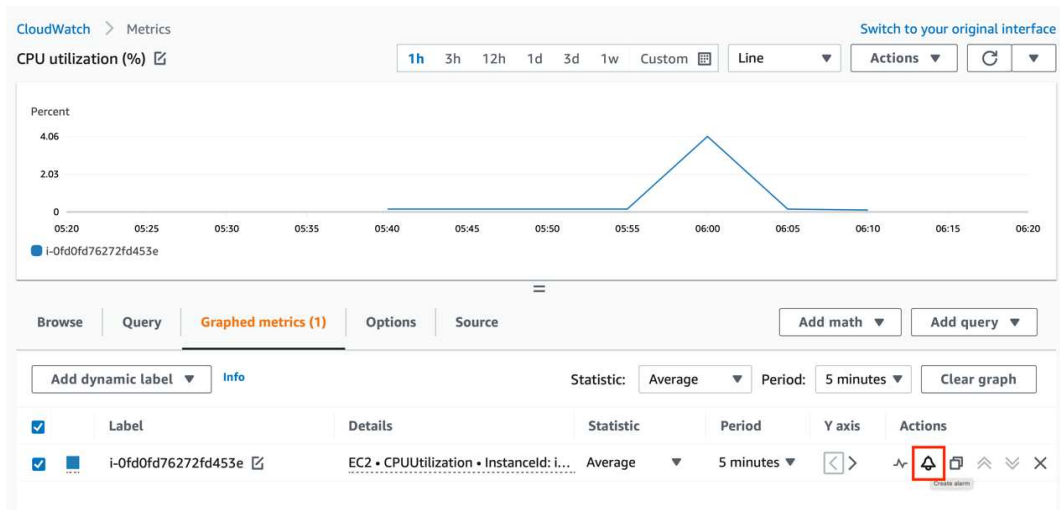 CloudWatch > Metrics
Switch to your original interface
CPU utilization (%)
1h 3h 12h 1d 3d 1w Custom
Line
Actions
Percent
4.06
2.03
0
05:20 05:25 05:30 05:35 05:40 05:45 05:50 05:55 06:00 06:05 06:10 06:15 06:20
i-0fd0fd76272fd453e
Browse Query Graphed metrics (1) Options Source
Add math
Add query
Add dynamic label
Info
Statistic: Average
Period: 5 minutes
Clear graph
Label Details Statistic Period Y axis Actions
i-0fd0fd76272fd453e EC2 • CPUUtilization • InstanceId: i... Average 5 minutes < >
Create alarm